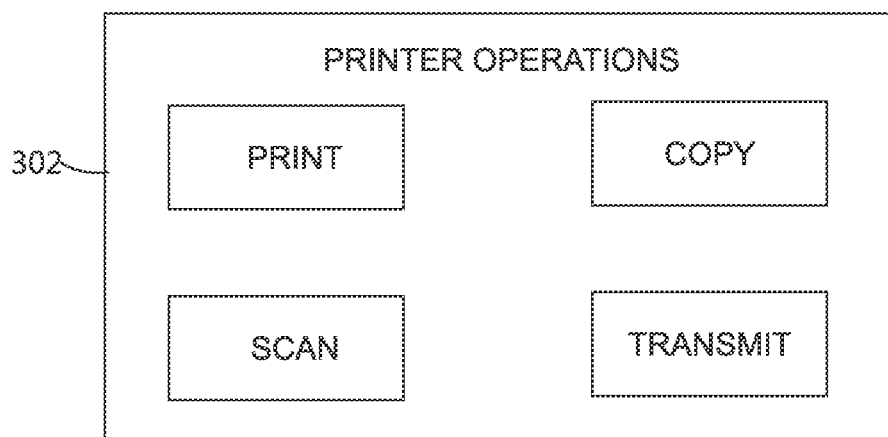 PRINTER OPERATIONS
PRINT
COPY
302
SCAN
TRANSMIT